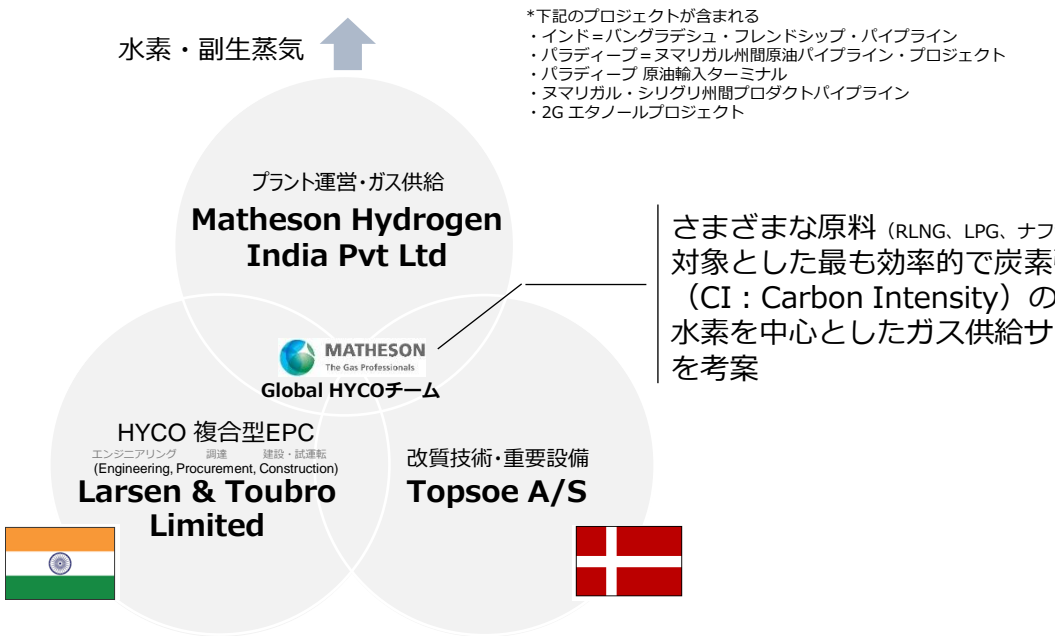 水素・副生蒸気
*下記のプロジェクトが含まれる
・インド＝バングラデシュ・フレンドシップ・パイプライン
・パラディープ＝ヌマリガル州間原油パイプライン・プロジェクト
・パラディープ 原油輸入ターミナル
・ヌマリガル・シリグリ州間プロダクトパイプライン
・2G エタノールプロジェクト
プラント運営・ガス供給
Matheson Hydrogen
India Pvt Ltd
さまざまな原料（RLNG、LPG、ナフ
対象とした最も効率的で炭素
（CI：Carbon Intensity）の
水素を中心としたガス供給サ
を考案
MATHESON
The Gas Professionals
Global HYCOチーム
HYCO 複合型EPC
エンジニアリング 調達 建設・試運転
(Engineering, Procurement, Construction)
Larsen & Toubro
Limited
改質技術・重要設備
Topsoe A/S